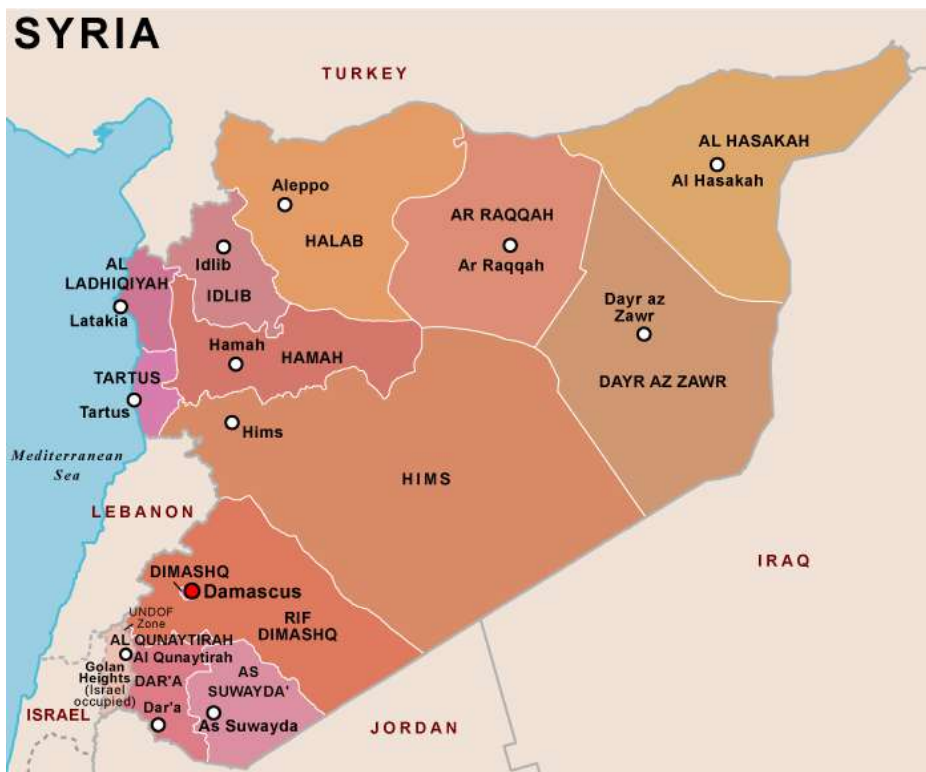 SYRIA
TURKEY
AL HASAKAH
Al Hasakah
Aleppo
AR RAQQAH
HALAB
Ar Raqqah
Idlib
AL
LADHIQIYAH
IDLIB
Latakia
Dayr az
Zawr
Hamah
HAMAH
TARTUS
DAYR AZ ZAWR
Tartus
Hims
Mediterranean
Sea
HIMS
LEBANON
IRAQ
DIMASHQ
Damascus
UNDOF
Zone
RIF
DIMASHQ
AL QUNAYTIRAH
Al Qunaytirah
Golan
Heights
(Israel
occupied)
DAR'A
AS
SUWAYDA'
ISRAEL
Dar'a
As Suwayda
JORDAN